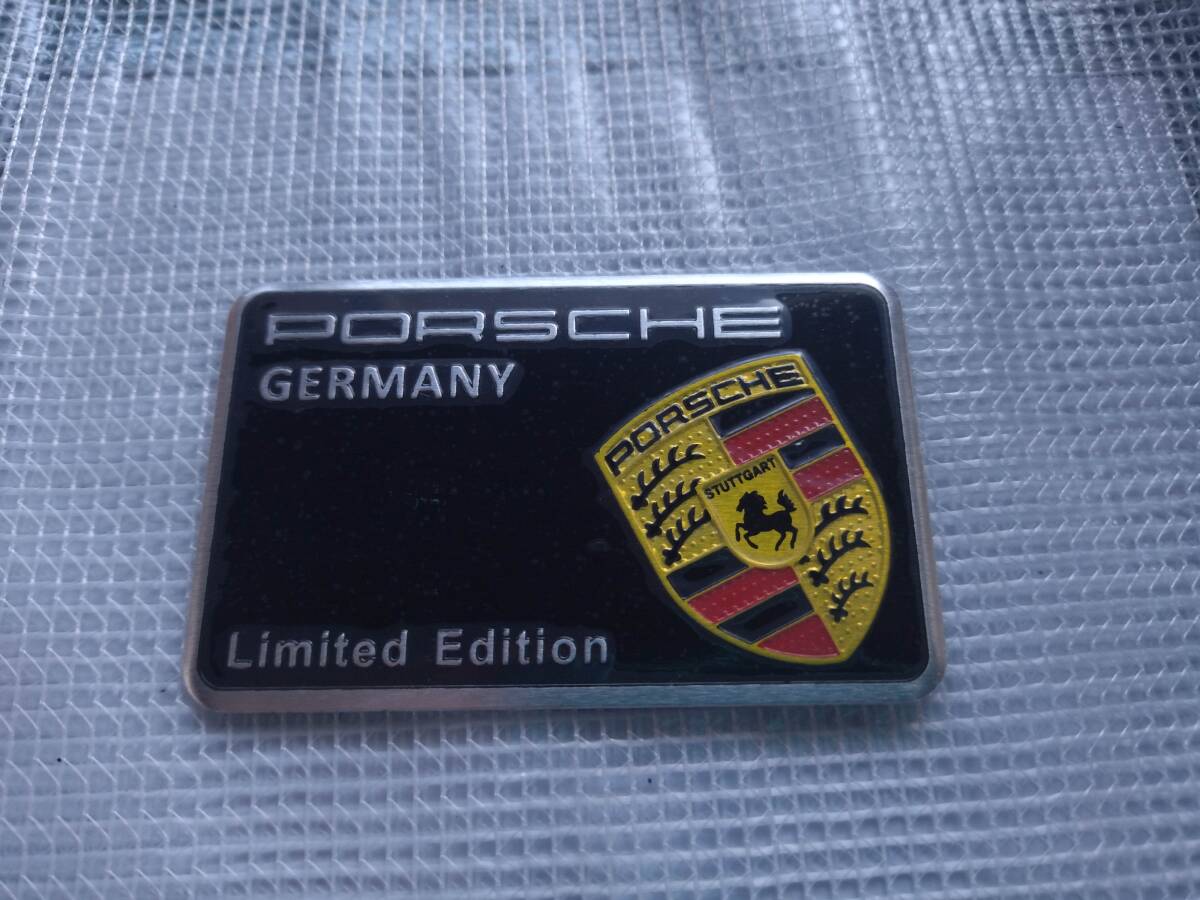 PORSCHE
GERMANY
PORSCHE
STUTTGART
Limited Edition